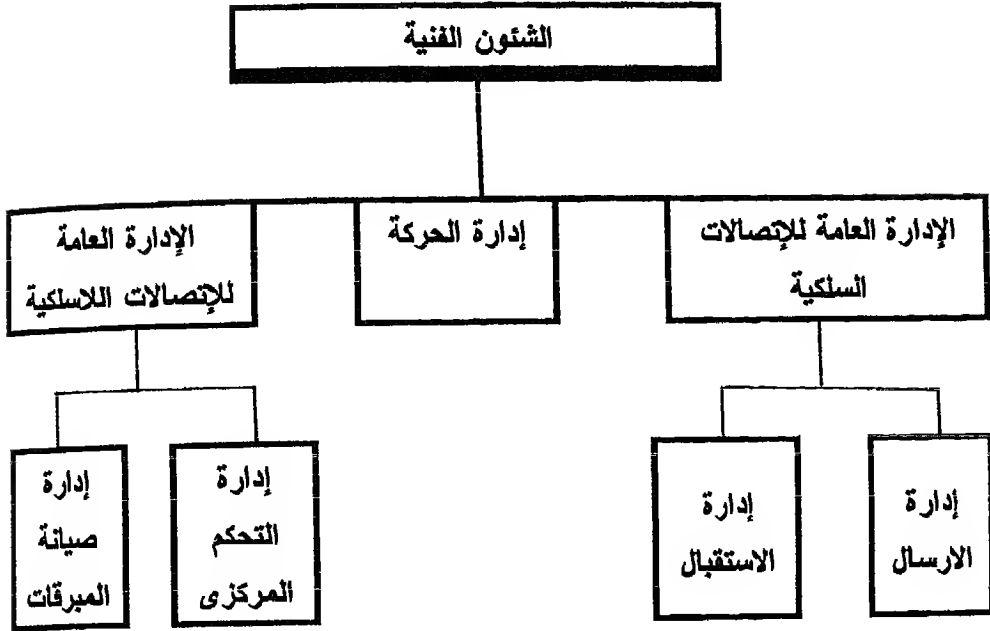 الشئون الفنية
الإدارة العامة للإتصالات
السلكية
إدارة الحركة
الإدارة العامة
للإتصالات اللاسلكية
إدارة
الارسال
إدارة
الاستقبال
إدارة
التحكم
المركزى
إدارة
صيانة
المبرقات